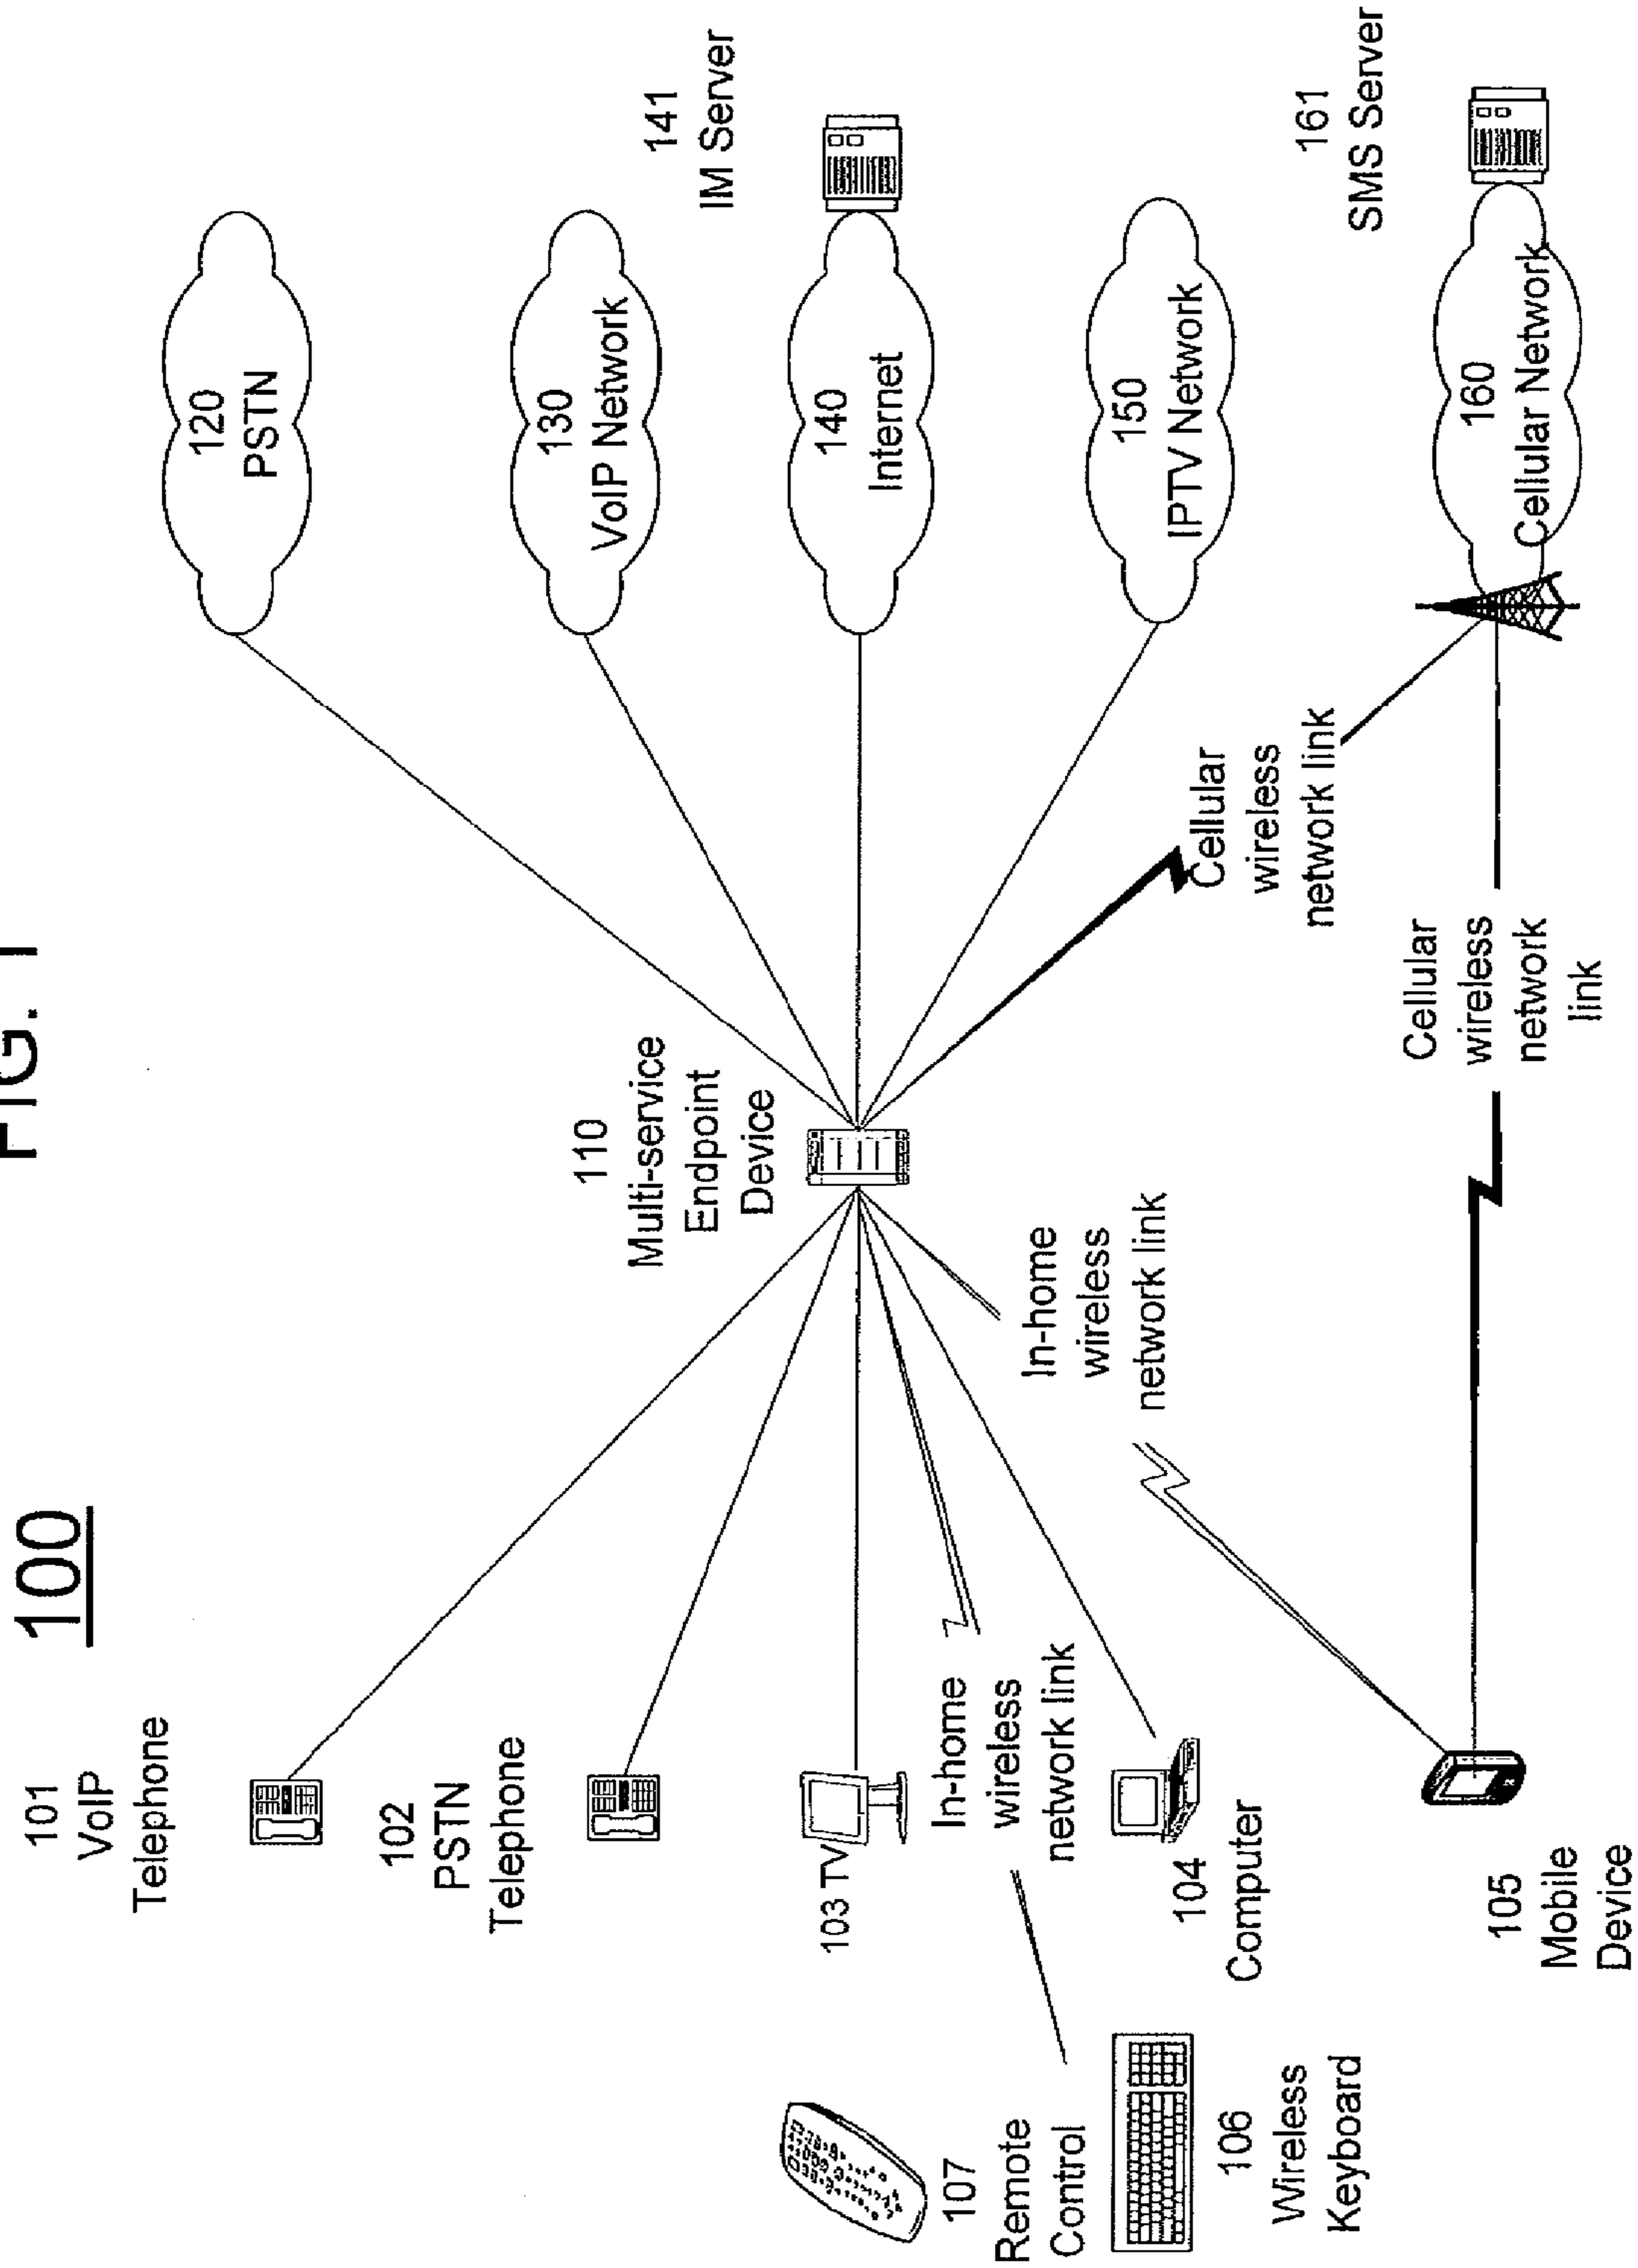 FIG. 1
100
101
VoIP
Telephone
102
PSTN
Telephone
103 TV
In-home
wireless
network link
104
Computer
105
Mobile
Device
107
Remote
Control
106
Wireless
Keyboard
110
Multi-service
Endpoint
Device
In-home
wireless
network link
Cellular
wireless
network link
Cellular
wireless
network
link
120
PSTN
130
VoIP Network
140
Internet
150
IPTV Network
160
Cellular Network
141
IM Server
161
SMS Server